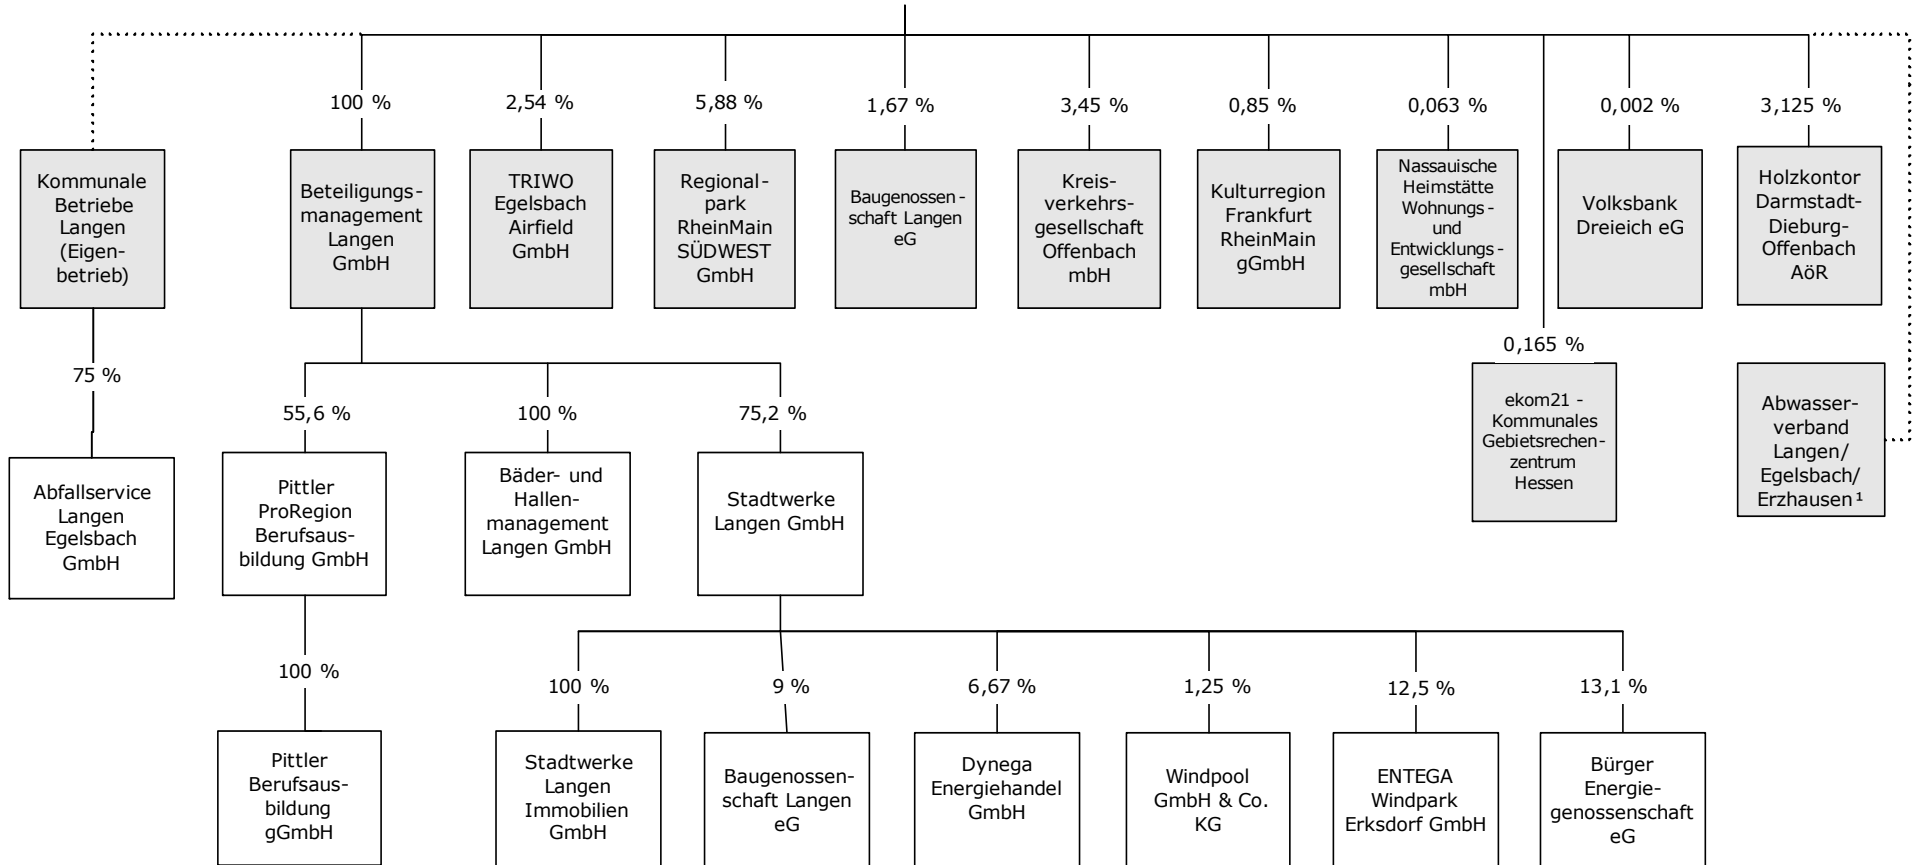 100 %
2,54 %
5,88 %
1,67 %
3,45 %
0,85 %
0,063 %
0,002 %
3,125 %
Kommunale
Betriebe
Langen
(Eigen-
betrieb)
Beteiligungs-
management
Langen
GmbH
TRIWO
Egelsbach
Airfield
GmbH
Regional-
park
RheinMain
SÜDWEST
GmbH
Baugenossen-
schaft Langen
eG
Kreis-
verkehrs-
gesellschaft
Offenbach
mbH
Kulturregion
Frankfurt
RheinMain
gGmbH
Nassauische
Heimstätte
Wohnungs-
und
Entwicklungs-
gesellschaft
mbH
Volksbank
Dreieich eG
Holzkontor
Darmstadt-
Dieburg-
Offenbach
AöR
0,165 %
75 %
55,6 %
100 %
75,2 %
ekom21 -
Kommunales
Gebietsrechen-
zentrum
Hessen
Abwasser-
verband
Langen/
Egelsbach/
Erzhausen¹
Abfallservice
Langen
Egelsbach
GmbH
Pittler
ProRegion
Berufsaus-
bildung GmbH
Bäder- und
Hallen-
management
Langen GmbH
Stadtwerke
Langen GmbH
100 %
100 %
9 %
6,67 %
1,25 %
12,5 %
13,1 %
Pittler
Berufsaus-
bildung
gGmbH
Stadtwerke
Langen
Immobilien
GmbH
Baugenossen-
schaft Langen
eG
Dynega
Energiehandel
GmbH
Windpool
GmbH & Co.
KG
ENTEGA
Windpark
Erksdorf GmbH
Bürger
Energie-
genossenschaft
eG